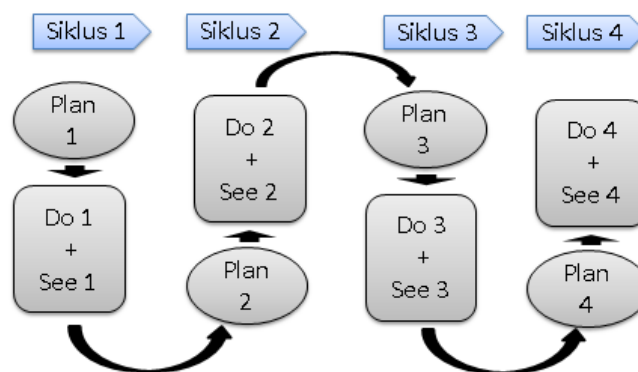 Siklus 1
Siklus 2
Siklus 3
Siklus 4
Plan
1
Do 1
+
See 1
Do 2
+
See 2
Plan
2
Plan
3
Do 3
+
See 3
Do 4
+
See 4
Plan
4